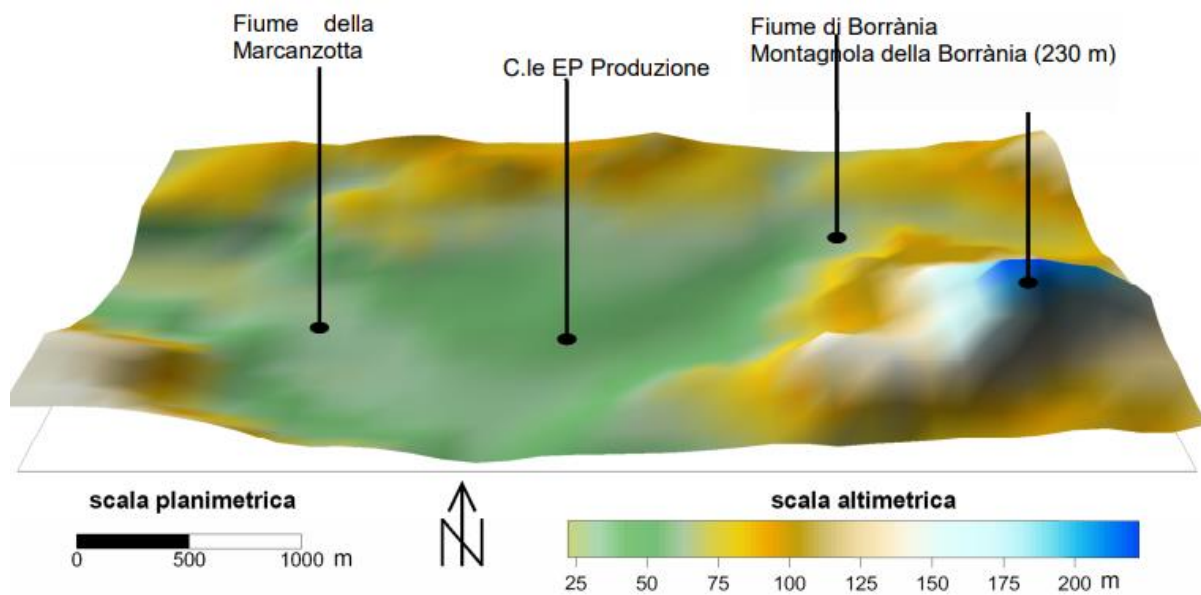 Fiume della
Marcanzotta
C.le EP Produzione
Fiume di Borrània
Montagnola della Borrània (230 m)
scala planimetrica
0 500 1000 m
N
scala altimetrica
25 50 75 100 125 150 175 200 m